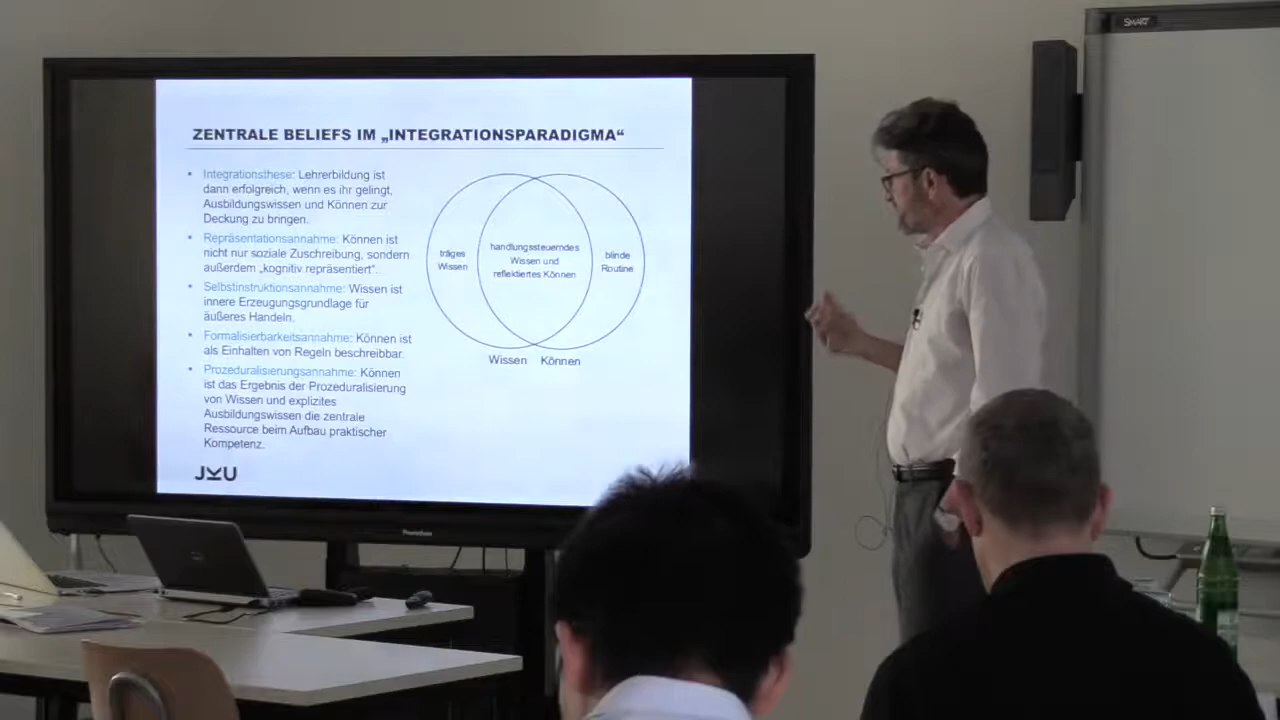 ZENTRALE BELIEFS IM „INTEGRATIONSPARADIGMA“
• Integrationsthese: Lehrerbildung ist
dann erfolgreich, wenn es ihr gelingt,
Ausbildungswissen und Können zur
Deckung zu bringen.
• Repräsentationsannahme: Können ist
nicht nur soziale Zuschreibung, sondern
außerdem „kognitiv repräsentiert“.
• Selbstinstruktionsannahme: Wissen ist
innere Erzeugungsgrundlage für
äußeres Handeln.
• Formalisierbarkeitsannahme: Können ist
als Einhalten von Regeln beschreibbar.
• Prozeduralisierungsannahme: Können
ist das Ergebnis der Prozeduralisierung
von Wissen und explizites
Ausbildungswissen die zentrale
Ressource beim Aufbau praktischer
Kompetenz.
träges
Wissen
handlungssteuerndes
Wissen und
reflektiertes Können
blinde
Routine
Wissen
Können
JKU
Promethean
SMART